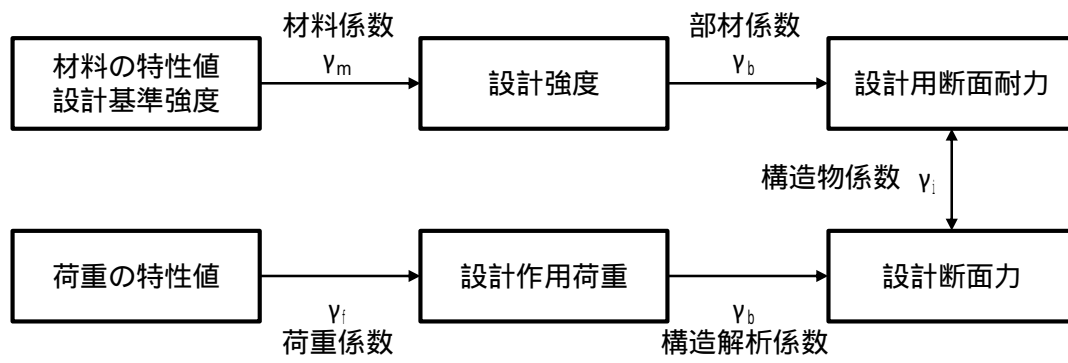 材料係数
γm
部材係数
γb
材料の特性値
設計基準強度
設計強度
設計用断面耐力
構造物係数 γi
荷重の特性値
設計作用荷重
設計断面力
γf
荷重係数
γb
構造解析係数